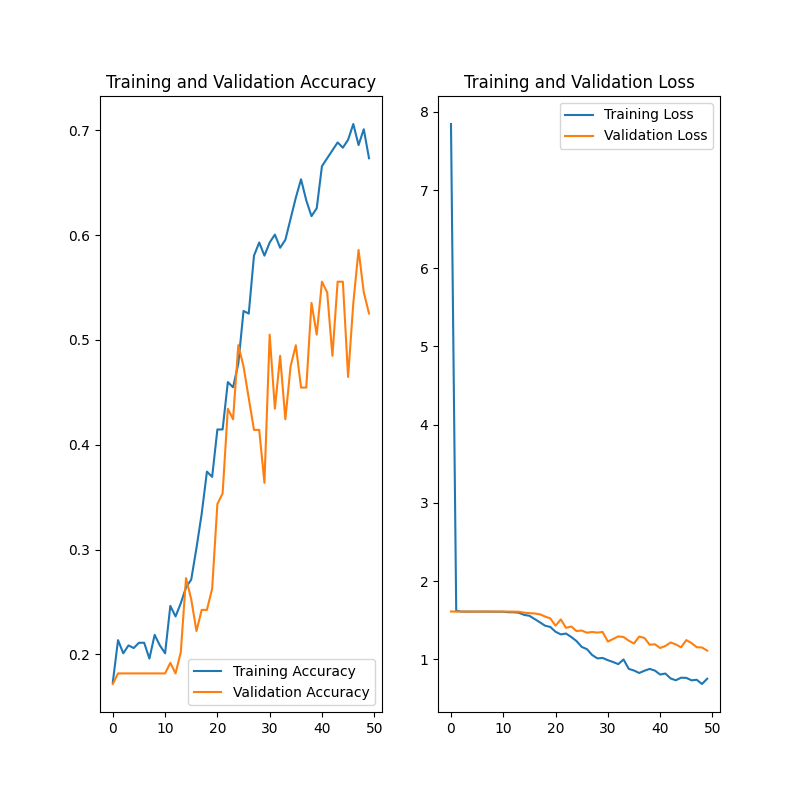 Training and Validation Accuracy
0.7
0.6
0.5
0.4
0.3
0.2
0 10 20 30 40 50
Training Accuracy
Validation Accuracy
Training and Validation Loss
8
7
6
5
4
3
2
1
0 10 20 30 40 50
Training Loss
Validation Loss